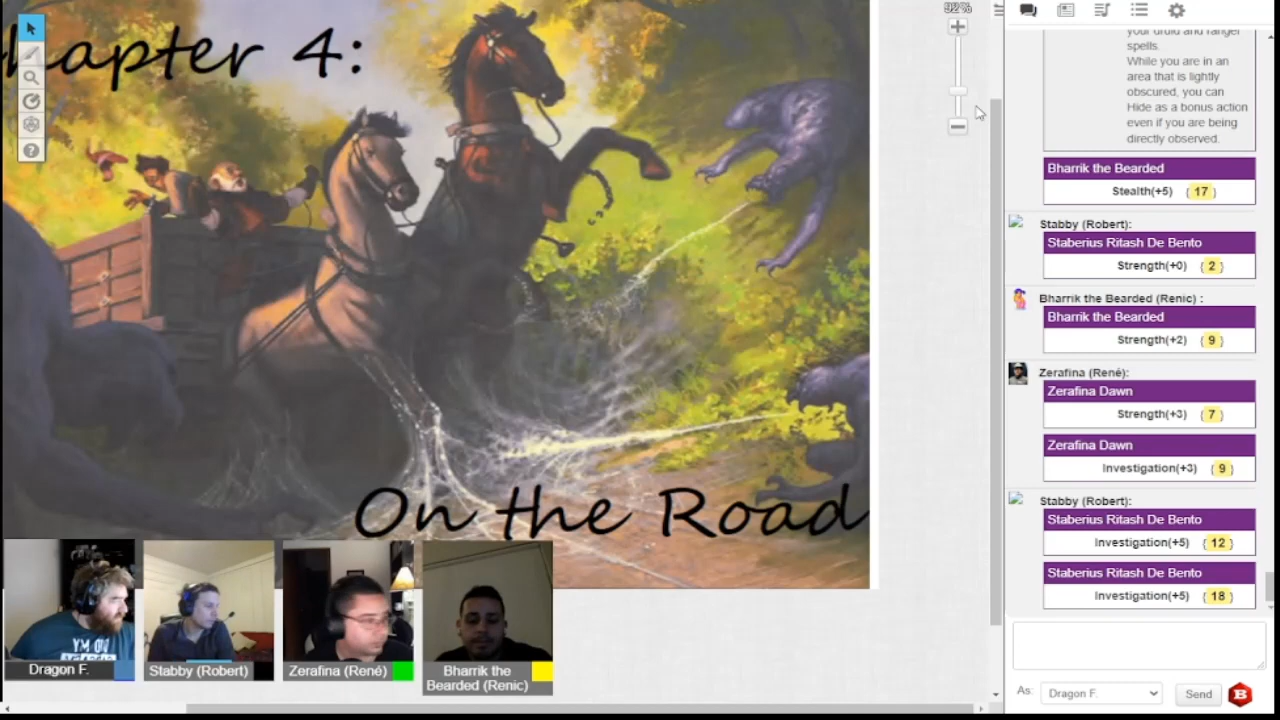 hapter 4:
On the Road
92%
your druid and ranger
spells.
While you are in an
area that is lightly
obscured, you can
Hide as a bonus action
even if you are being
directly observed.
Bharrik the Bearded
Stealth(+5) 17
Stabby (Robert):
Staberius Ritash De Bento
Strength(+0) 2
Bharrik the Bearded (Renic) :
Bharrik the Bearded
Strength(+2) 9
Zerafina (René):
Zerafina Dawn
Strength(+3) 7
Zerafina Dawn
Investigation(+3) 9
Stabby (Robert):
Staberius Ritash De Bento
Investigation(+5) 12
Staberius Ritash De Bento
Investigation(+5) 18
As: Dragon F. Send
Dragon F.
Stabby (Robert)
Zerafina (René)
Bharrik the
Bearded (Renic)